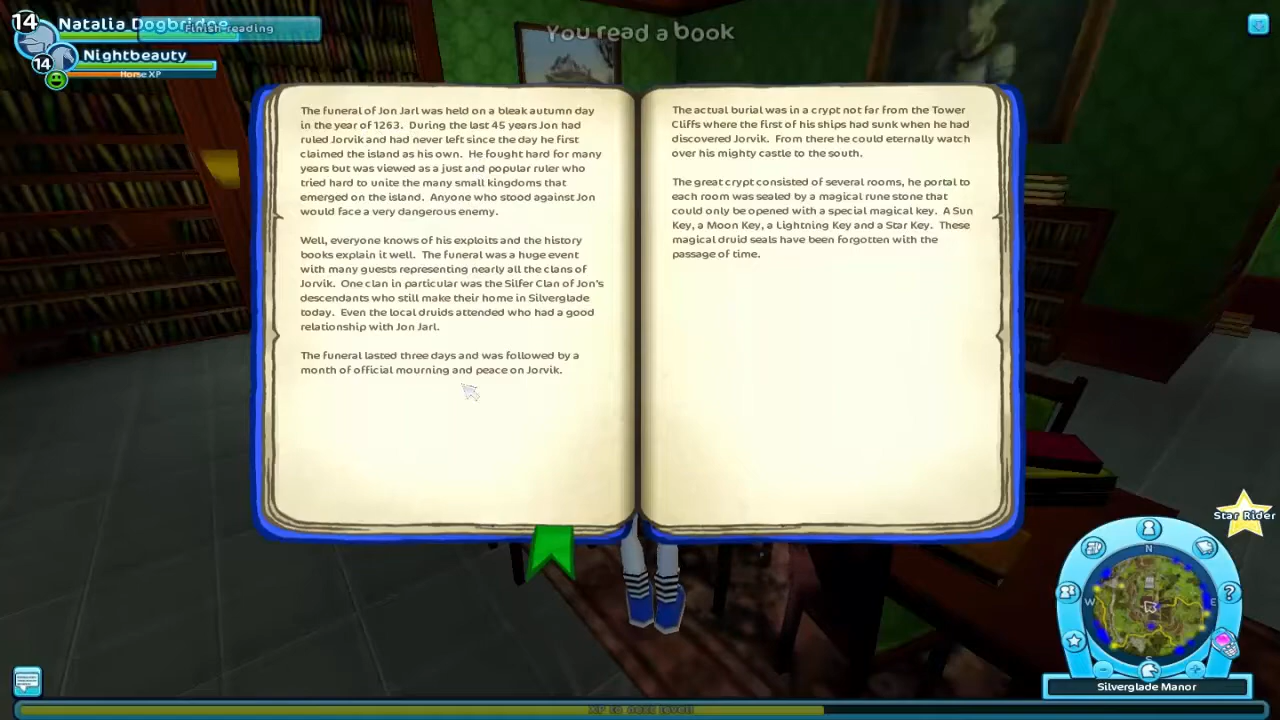 14
Natalia Dogbridge
Finish reading
Nightbeauty
14
Horse XP
You read a book
The funeral of Jon Jarl was held on a bleak autumn day
in the year of 1263. During the last 45 years Jon had
ruled Jorvik and had never left since the day he first
claimed the island as his own. He fought hard for many
years but was viewed as a just and popular ruler who
tried hard to unite the many small kingdoms that
emerged on the island. Anyone who stood against Jon
would face a very dangerous enemy.
Well, everyone knows of his exploits and the history
books explain it well. The funeral was a huge event
with many guests representing nearly all the clans of
Jorvik. One clan in particular was the Silfer Clan of Jon's
descendants who still make their home in Silverglade
today. Even the local druids attended who had a good
relationship with Jon Jarl.
The funeral lasted three days and was followed by a
month of official mourning and peace on Jorvik.
The actual burial was in a crypt not far from the Tower
Cliffs where the first of his ships had sunk when he had
discovered Jorvik. From there he could eternally watch
over his mighty castle to the south.
The great crypt consisted of several rooms, he portal to
each room was sealed by a magical rune stone that
could only be opened with a special magical key. A Sun
Key, a Moon Key, a Lightning Key and a Star Key. These
magical druid seals have been forgotten with the
passage of time.
Star Rider
N
W
E
S
?
Silverglade Manor
XP to next level